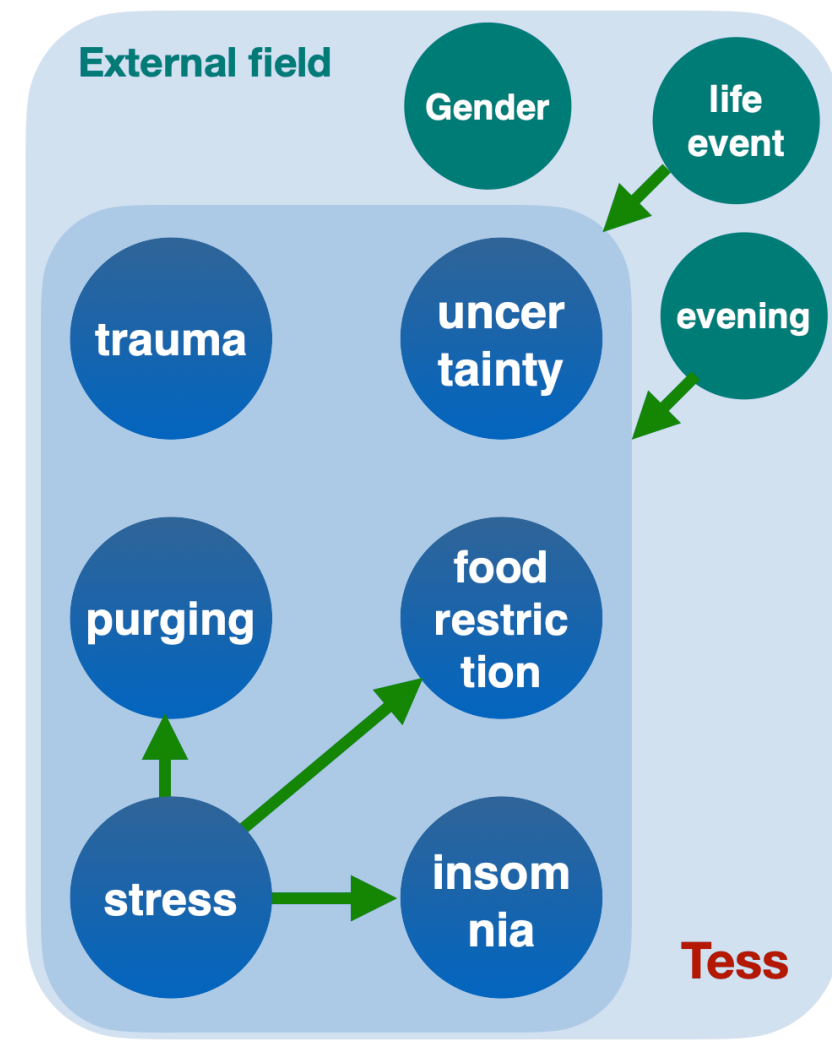 External field
Gender
life
event
evening
trauma
uncer
tainty
purging
food
restric
tion
stress
insom
nia
Tess